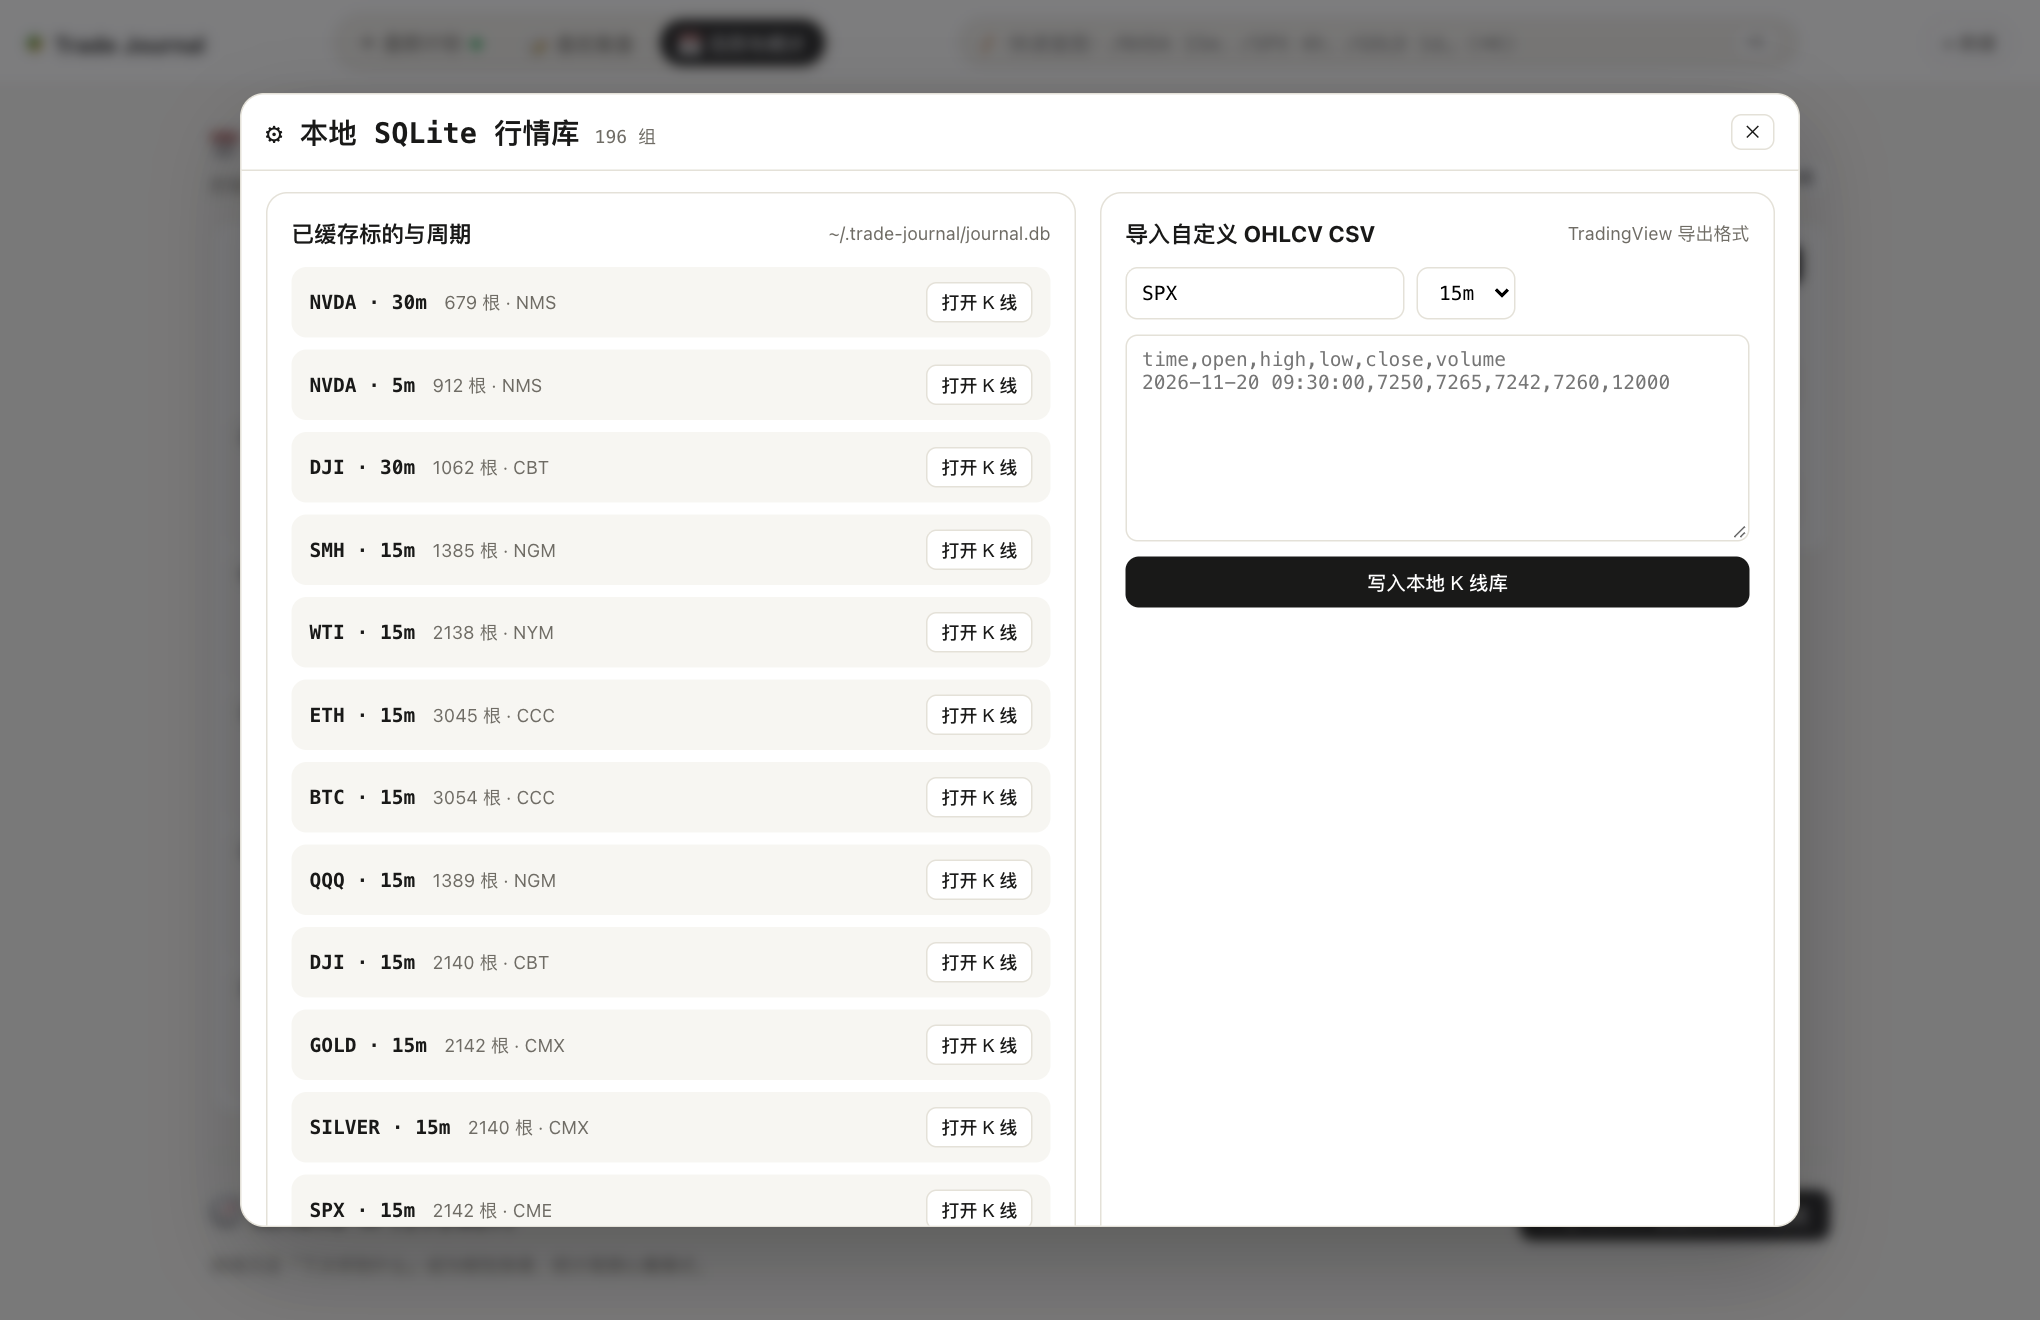 Trade Journal
⚙ 本地 SQLite 行情库 196 组
×
已缓存标的与周期 ~/.trade-journal/journal.db
NVDA · 30m 679 根 · NMS 打开 K 线
NVDA · 5m 912 根 · NMS 打开 K 线
DJI · 30m 1062 根 · CBT 打开 K 线
SMH · 15m 1385 根 · NGM 打开 K 线
WTI · 15m 2138 根 · NYM 打开 K 线
ETH · 15m 3045 根 · CCC 打开 K 线
BTC · 15m 3054 根 · CCC 打开 K 线
QQQ · 15m 1389 根 · NGM 打开 K 线
DJI · 15m 2140 根 · CBT 打开 K 线
GOLD · 15m 2142 根 · CMX 打开 K 线
SILVER · 15m 2140 根 · CMX 打开 K 线
SPX · 15m 2142 根 · CME 打开 K 线
导入自定义 OHLCV CSV TradingView 导出格式
SPX 15m
time,open,high,low,close,volume
2026-11-20 09:30:00,7250,7265,7242,7260,12000
写入本地 K 线库